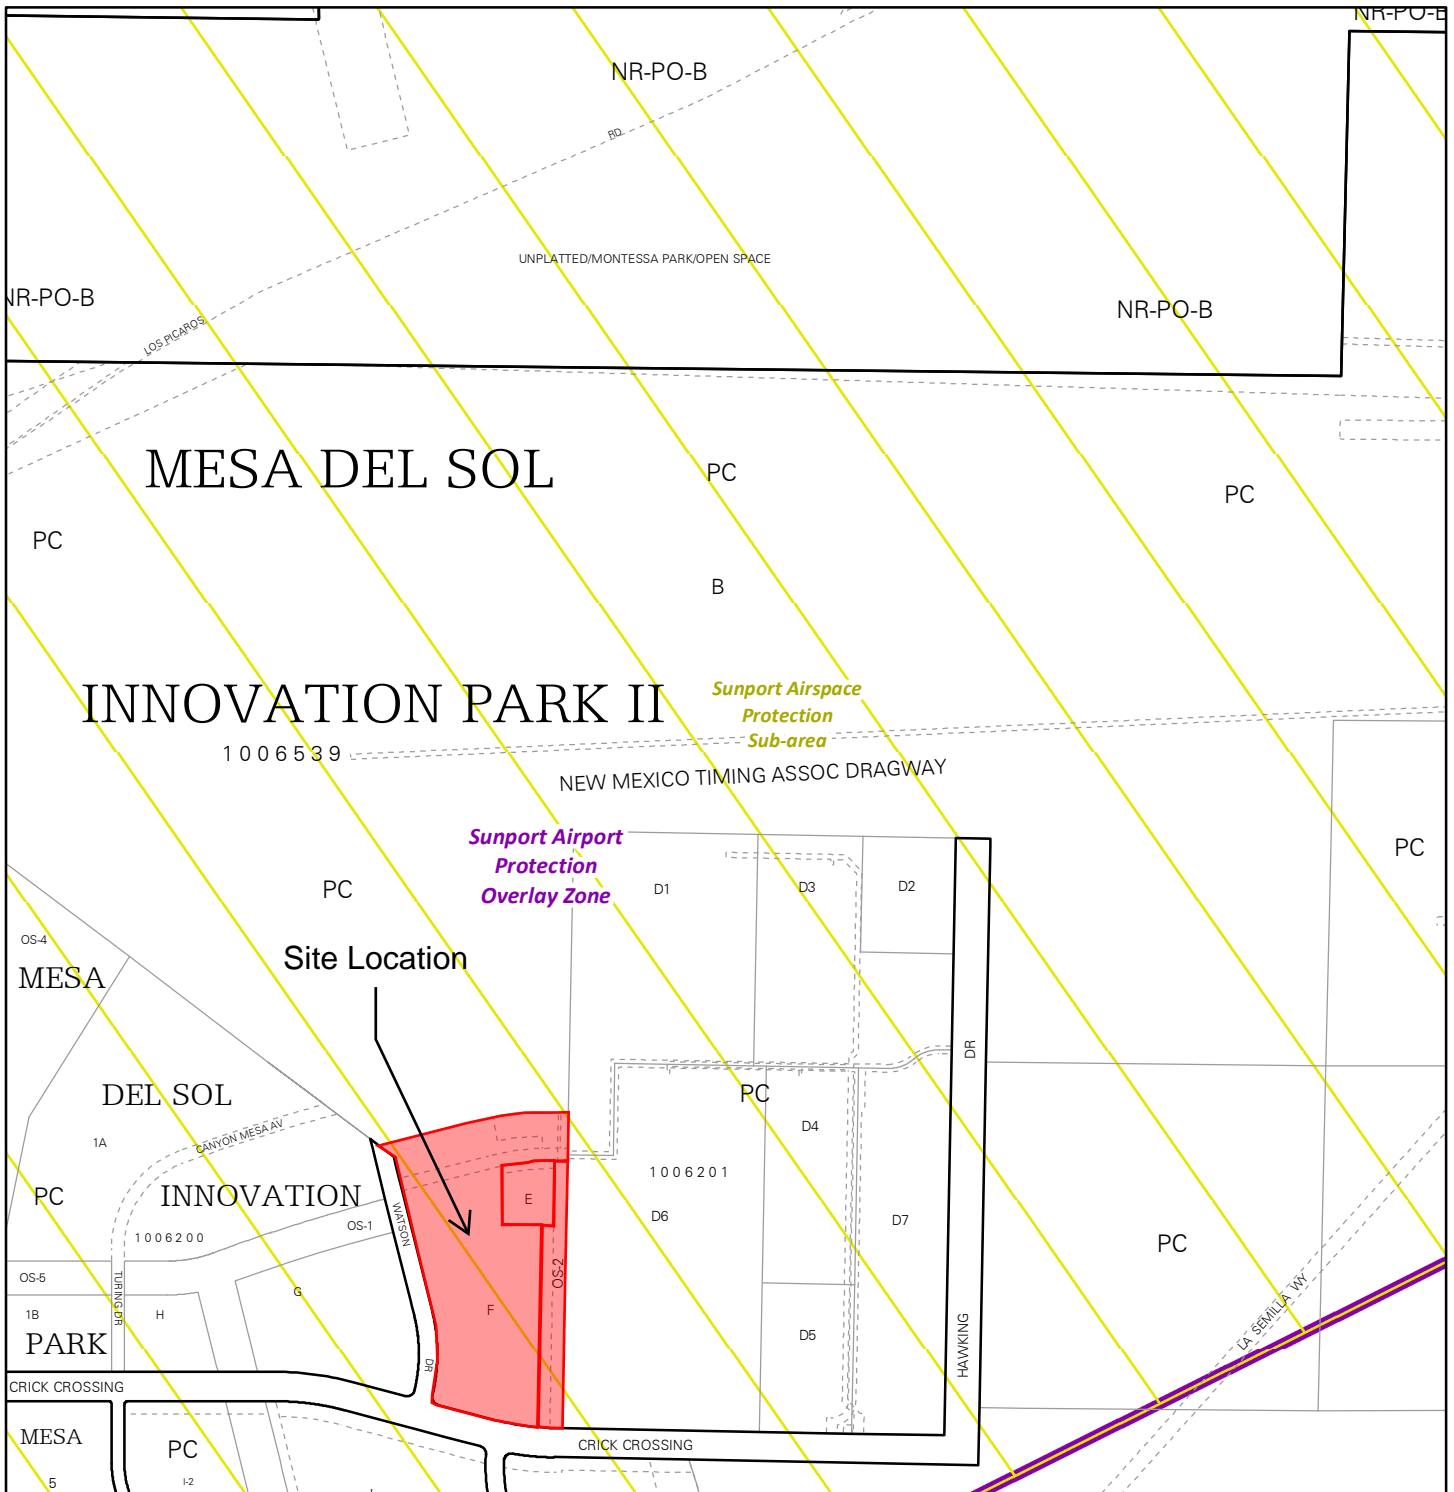 NR-PO-B
NR-PO-B
RD
UNPLATTED/MONTESSA PARK/OPEN SPACE
NR-PO-B
NR-PO-B
LOS PICAROS
MESA DEL SOL
PC
PC
PC
B
INNOVATION PARK II
Sunport Airspace
Protection
Sub-area
1006539
NEW MEXICO TIMING ASSOC DRAGWAY
Sunport Airport
Protection
Overlay Zone
PC
PC
D1
D3
D2
OS-4
Site Location
MESA
DR
DEL SOL
PC
1A
CANYON MESA AV
D4
1006201
PC
INNOVATION
E
OS-1
WATSON
D6
D7
1006200
PC
OS-5
TURING DR
G
OS-2
LA SEMILLA WY
1B
H
F
D5
PARK
DR
HAWKING
CRICK CROSSING
MESA
PC
CRICK CROSSING
5
I-2